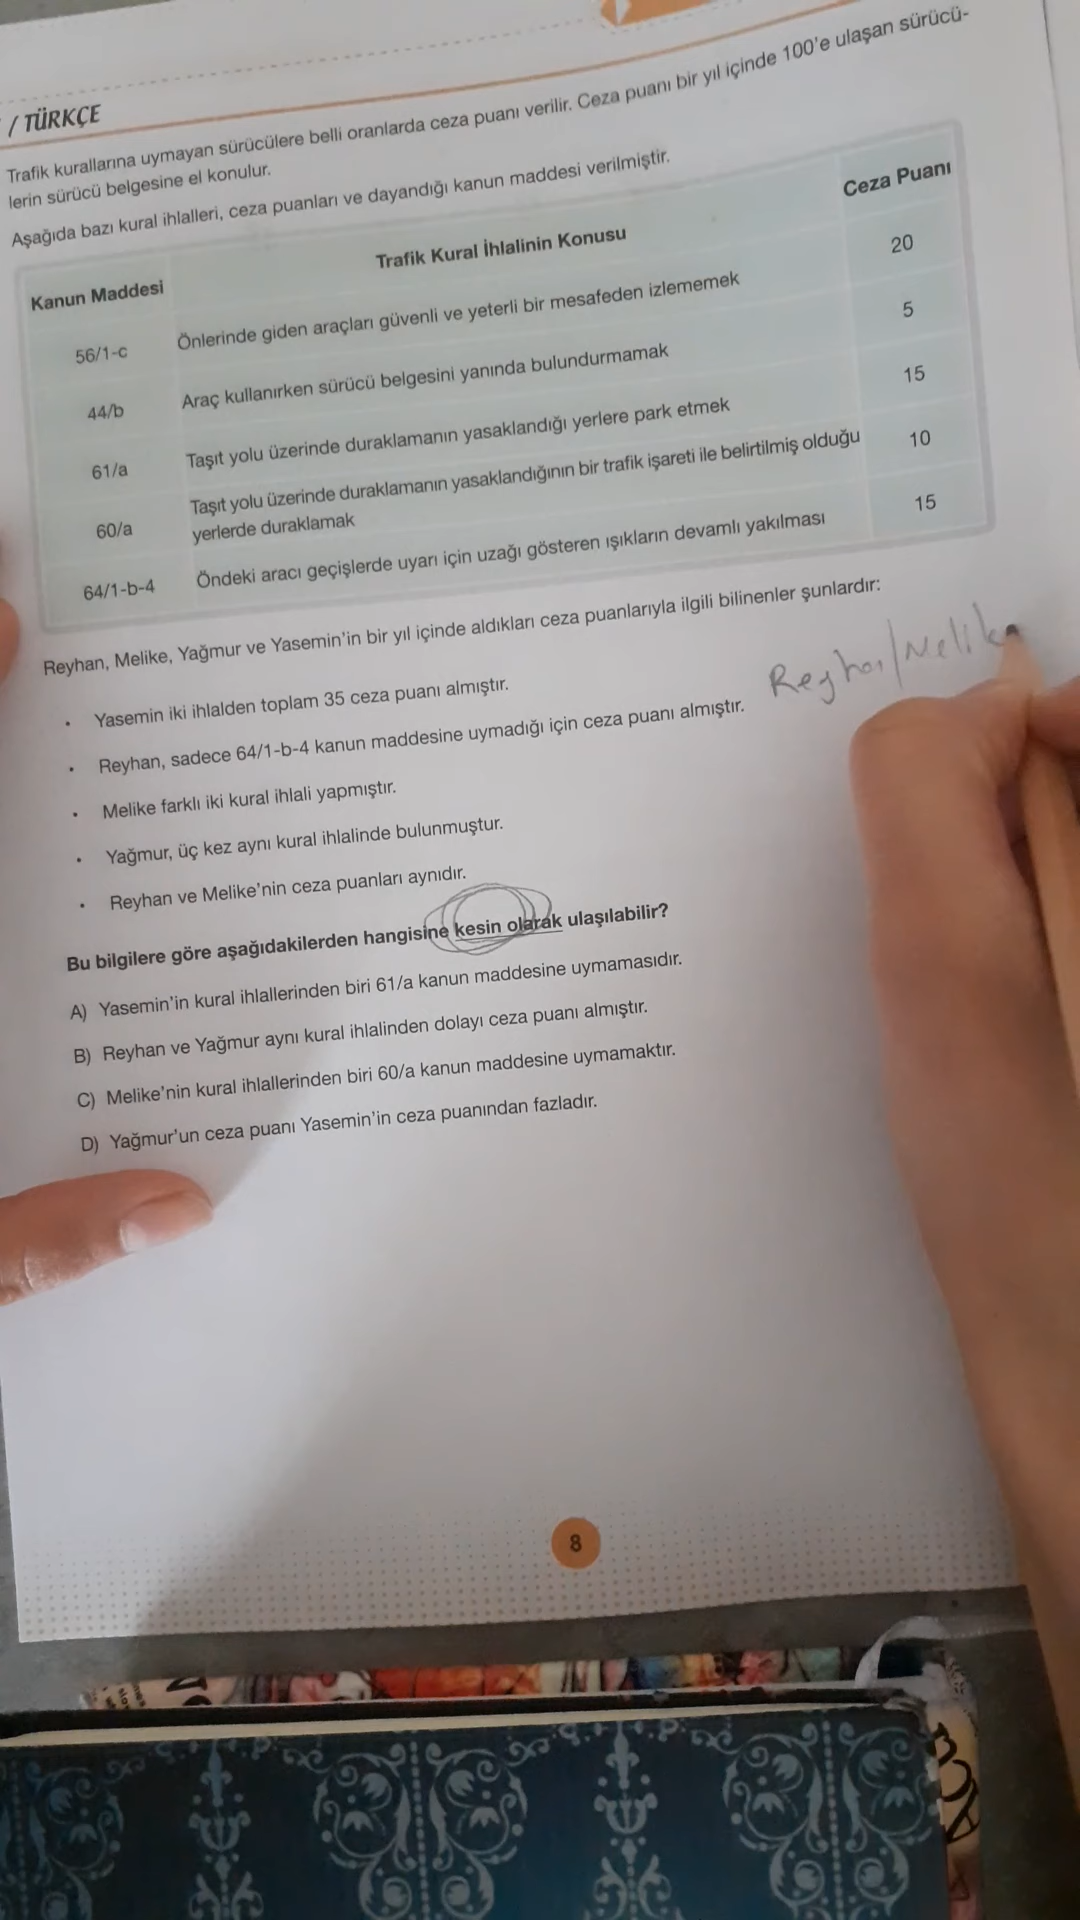 / TÜRKÇE
Trafik kurallarına uymayan sürücülere belli oranlarda ceza puanı verilir. Ceza puanı bir yıl içinde 100'e ulaşan sürücü-
lerin sürücü belgesine el konulur.
Aşağıda bazı kural ihlalleri, ceza puanları ve dayandığı kanun maddesi verilmiştir.
Kanun Maddesi Trafik Kural İhlalinin Konusu Ceza Puanı
56/1-c Önlerinde giden araçları güvenli ve yeterli bir mesafeden izlememek 20
44/b Araç kullanırken sürücü belgesini yanında bulundurmamak 5
61/a Taşıt yolu üzerinde duraklamanın yasaklandığı yerlere park etmek 15
60/a Taşıt yolu üzerinde duraklamanın yasaklandığının bir trafik işareti ile belirtilmiş olduğu 10
yerlerde duraklamak
64/1-b-4 Öndeki aracı geçişlerde uyarı için uzağı gösteren ışıkların devamlı yakılması 15
Reyhan, Melike, Yağmur ve Yasemin'in bir yıl içinde aldıkları ceza puanlarıyla ilgili bilinenler şunlardır:
• Yasemin iki ihlalden toplam 35 ceza puanı almıştır.
Reyhan/Melike
• Reyhan, sadece 64/1-b-4 kanun maddesine uymadığı için ceza puanı almıştır.
• Melike farklı iki kural ihlali yapmıştır.
• Yağmur, üç kez aynı kural ihlalinde bulunmuştur.
• Reyhan ve Melike'nin ceza puanları aynıdır.
Bu bilgilere göre aşağıdakilerden hangisine kesin olarak ulaşılabilir?
A) Yasemin'in kural ihlallerinden biri 61/a kanun maddesine uymamasıdır.
B) Reyhan ve Yağmur aynı kural ihlalinden dolayı ceza puanı almıştır.
C) Melike'nin kural ihlallerinden biri 60/a kanun maddesine uymamaktır.
D) Yağmur'un ceza puanı Yasemin'in ceza puanından fazladır.
8